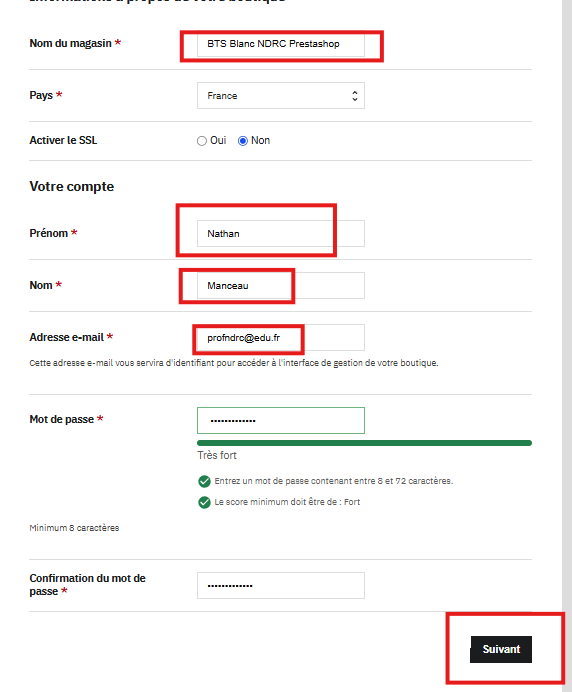 Informations à propos de votre boutique
Nom du magasin *
BTS Blanc NDRC Prestashop
Pays *
France
Activer le SSL
Oui Non
Votre compte
Prénom *
Nathan
Nom *
Manceau
Adresse e-mail *
profndrc@edu.fr
Cette adresse e-mail vous servira d'identifiant pour accéder à l'interface de gestion de votre boutique.
Mot de passe *
•••••••••••••
Très fort
Entrez un mot de passe contenant entre 8 et 72 caractères.
Le score minimum doit être de : Fort
Minimum 8 caractères
Confirmation du mot de
passe *
•••••••••••••
Suivant